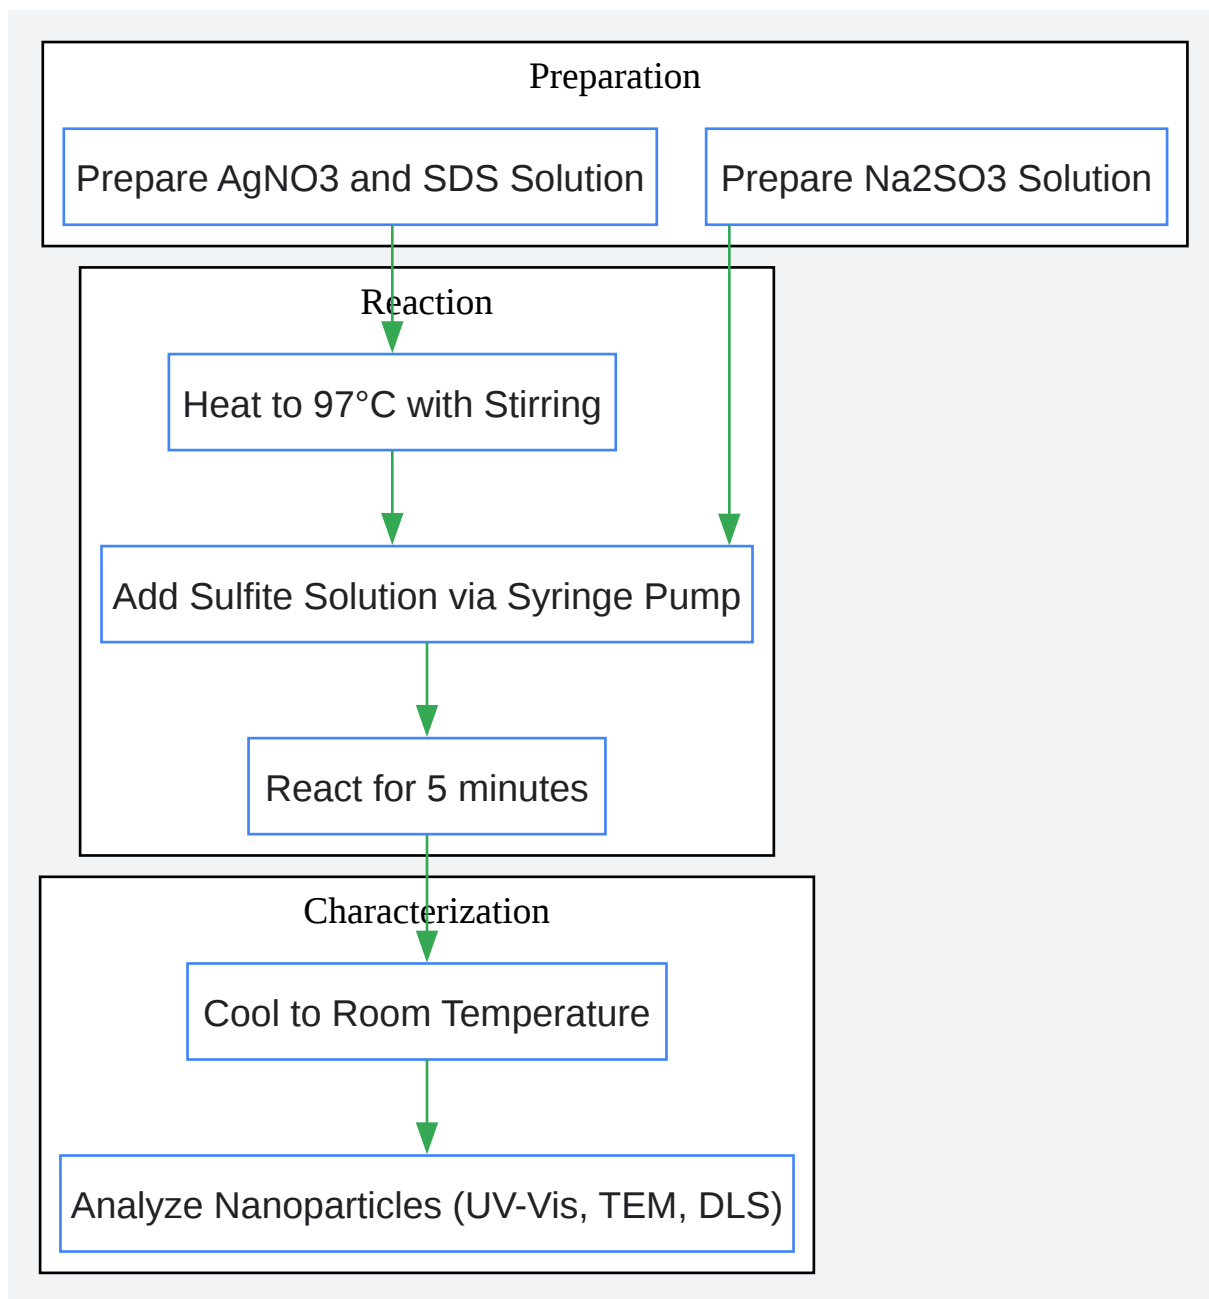 Preparation
Prepare AgNO3 and SDS Solution
Prepare Na2SO3 Solution
Reaction
Heat to 97°C with Stirring
Add Sulfite Solution via Syringe Pump
React for 5 minutes
Characterization
Cool to Room Temperature
Analyze Nanoparticles (UV-Vis, TEM, DLS)